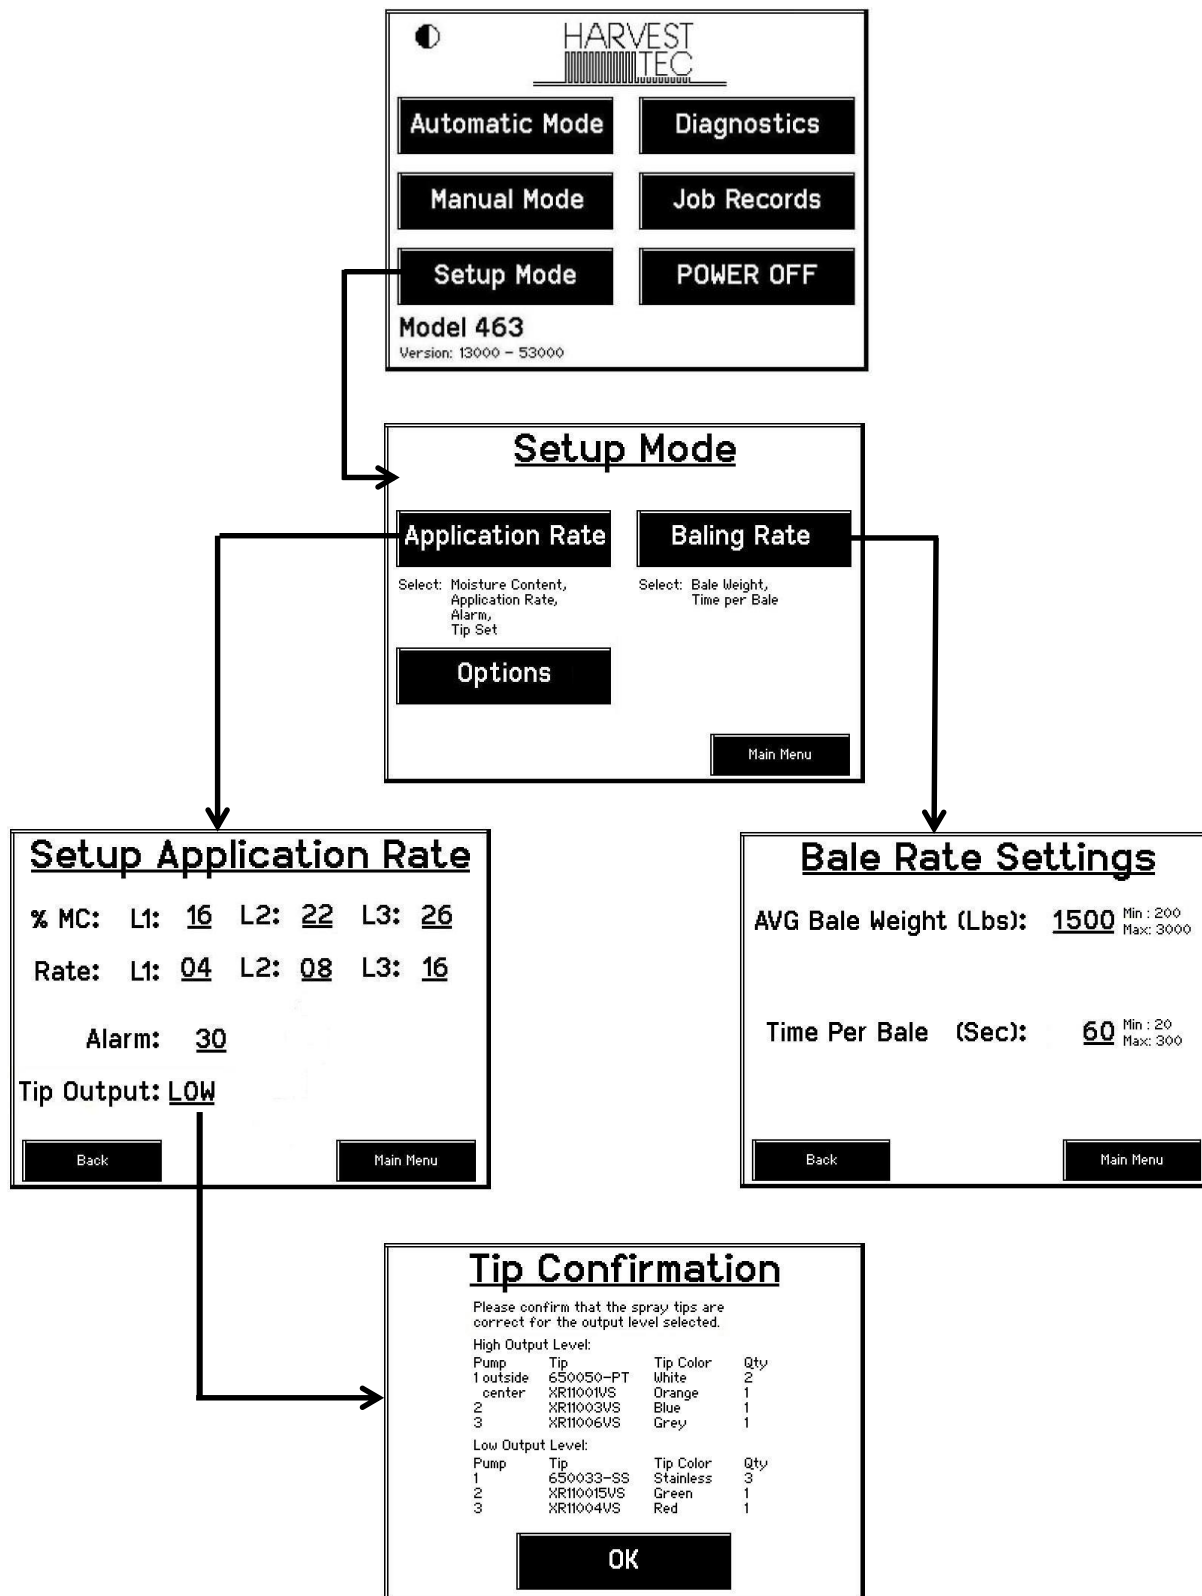 HARVEST
TEC
Automatic Mode
Diagnostics
Manual Mode
Job Records
Setup Mode
POWER OFF
Model 463
Version: 13000 - 53000
Setup Mode
Application Rate
Baling Rate
Select: Moisture Content,
Application Rate,
Alarm,
Tip Set
Select: Bale Weight,
Time per Bale
Options
Main Menu
Setup Application Rate
% MC: L1: 16 L2: 22 L3: 26
Rate: L1: 04 L2: 08 L3: 16
Alarm: 30
Tip Output: LOW
Back
Main Menu
Bale Rate Settings
AVG Bale Weight (Lbs): 1500 Min : 200
Max: 3000
Time Per Bale (Sec): 60 Min : 20
Max: 300
Back
Main Menu
Tip Confirmation
Please confirm that the spray tips are
correct for the output level selected.
High Output Level:
Pump Tip Tip Color Qty
1 outside 650050-PT White 2
center XR11001VS Orange 1
2 XR11003VS Blue 1
3 XR11006VS Grey 1
Low Output Level:
Pump Tip Tip Color Qty
1 650033-SS Stainless 3
2 XR110015VS Green 1
3 XR11004VS Red 1
OK